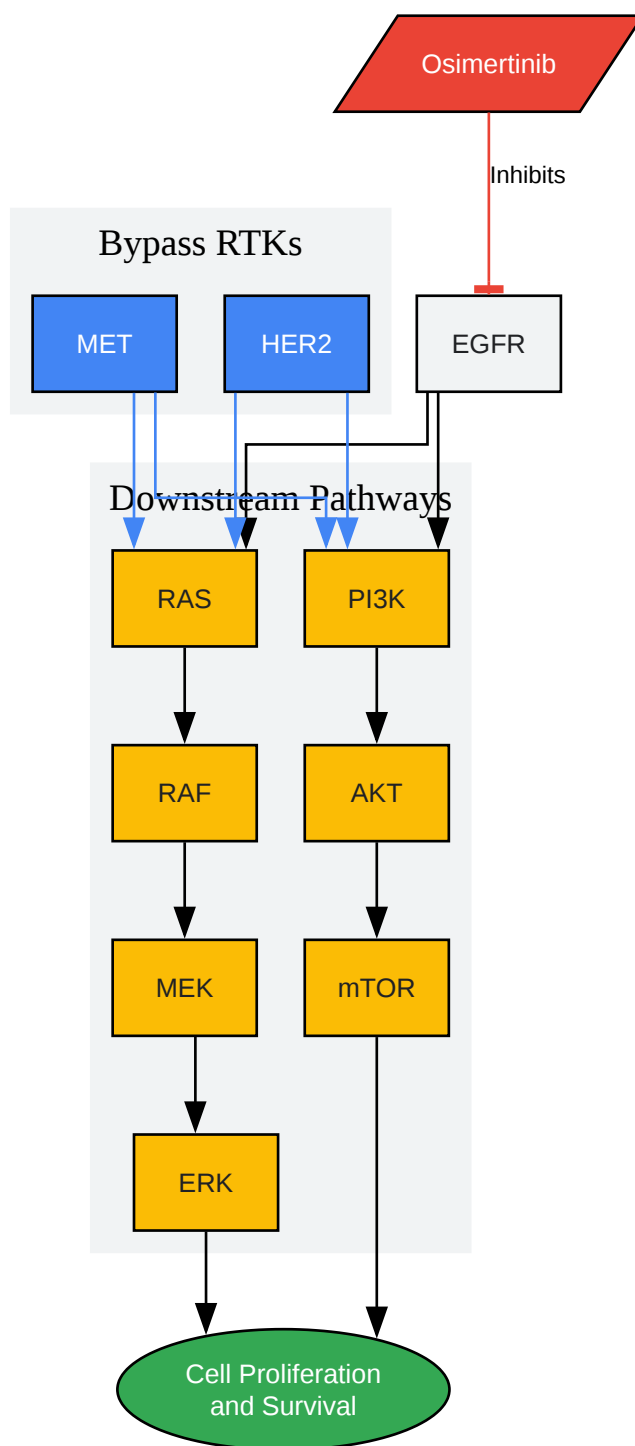 Osimertinib
Inhibits
Bypass RTKs
MET
HER2
EGFR
Downstream Pathways
RAS
PI3K
RAF
AKT
MEK
mTOR
ERK
Cell Proliferation
and Survival